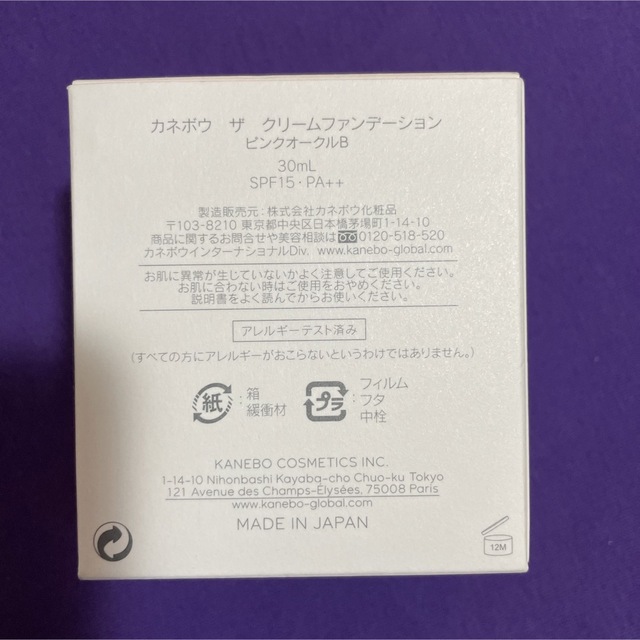 カネボウ ザ クリームファンデーション
ピンクオークルB
30mL
SPF15・PA++
製造販売元：株式会社カネボウ化粧品
〒103-8210 東京都中央区日本橋茅場町1-14-10
商品に関するお問合せや美容相談は0120-518-520
カネボウインターナショナルDiv. www.kanebo-global.com
お肌に異常が生じていないかよく注意してご使用ください。
お肌に合わない時はご使用をおやめください。
説明書をよく読んでからお使いください。
アレルギーテスト済み
(すべての方にアレルギーがおこらないというわけではありません。)
紙：箱 緩衝材
プラ：フィルム フタ 中栓
KANEBO COSMETICS INC.
1-14-10 Nihonbashi Kayaba-cho Chuo-ku Tokyo
121 Avenue des Champs-Élysées, 75008 Paris
www.kanebo-global.com
MADE IN JAPAN
12M